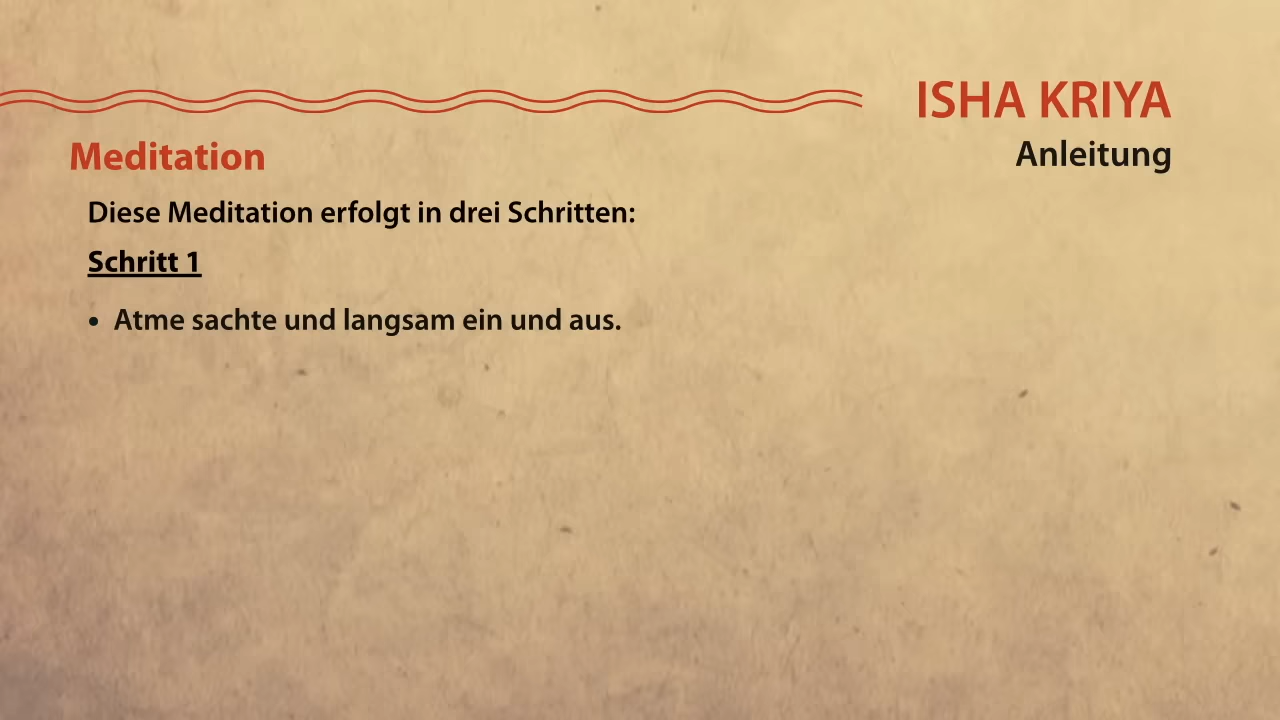 ISHA KRIYA
Anleitung
Meditation
Diese Meditation erfolgt in drei Schritten:
Schritt 1
• Atme sachte und langsam ein und aus.